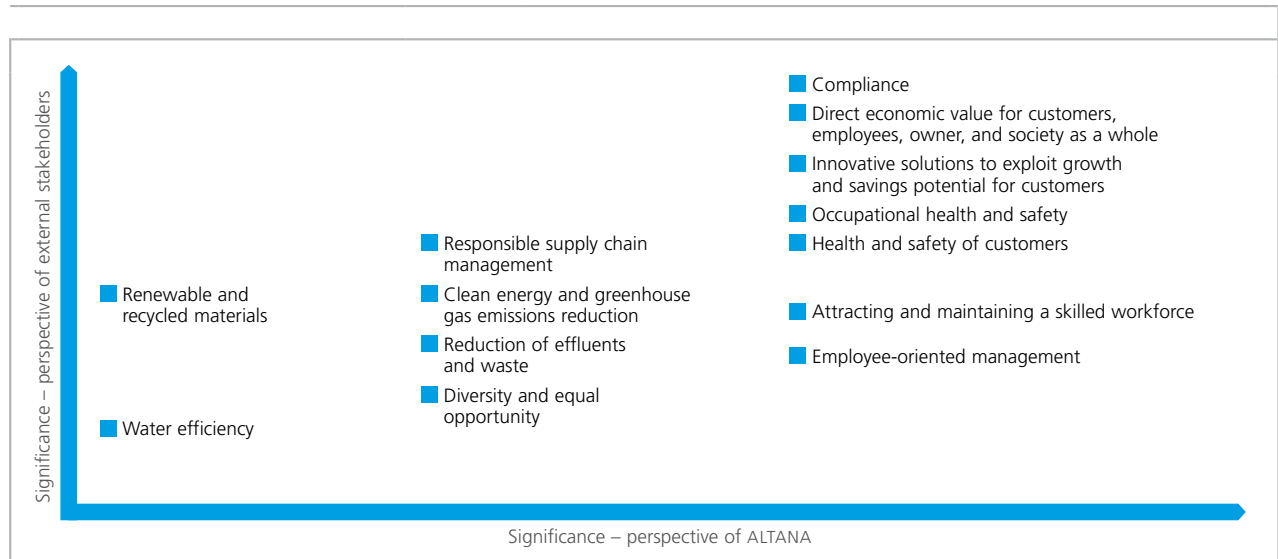 Significance – perspective of external stakeholders
Renewable and
recycled materials
Water efficiency
Responsible supply chain
management
Clean energy and greenhouse
gas emissions reduction
Reduction of effluents
and waste
Diversity and equal
opportunity
Compliance
Direct economic value for customers,
employees, owner, and society as a whole
Innovative solutions to exploit growth
and savings potential for customers
Occupational health and safety
Health and safety of customers
Attracting and maintaining a skilled workforce
Employee-oriented management
Significance – perspective of ALTANA